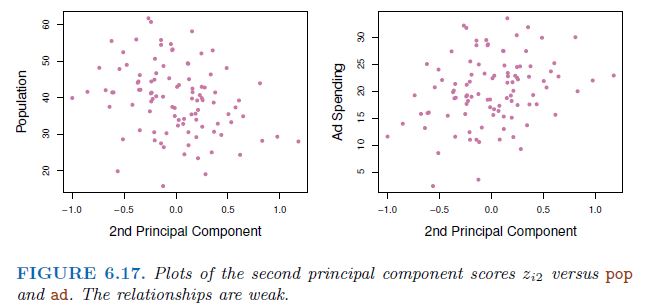 60
50
40
30
20
Population
-1.0 -0.5 0.0 0.5 1.0
2nd Principal Component
30
25
20
15
10
5
Ad Spending
-1.0 -0.5 0.0 0.5 1.0
2nd Principal Component
FIGURE 6.17. Plots of the second principal component scores zi2 versus pop
and ad. The relationships are weak.